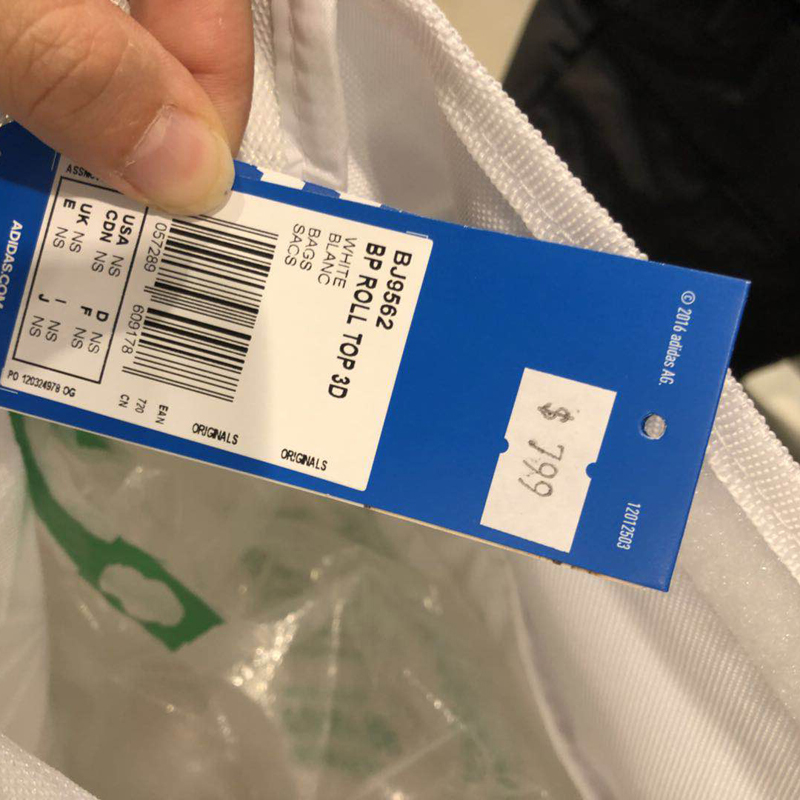 BJ9562
BP ROLL TOP 3D
WHITE
BLANC
BAGS
SACS
ORIGINALS
ORIGINALS
057289 609178
EAN
720
CN
USA NS
CDN NS
UK NS
E NS
D NS
F NS
I NS
J NS
PO 120324978 OG
ADIDAS.COM
© 2016 adidas AG.
$ 799
12012503